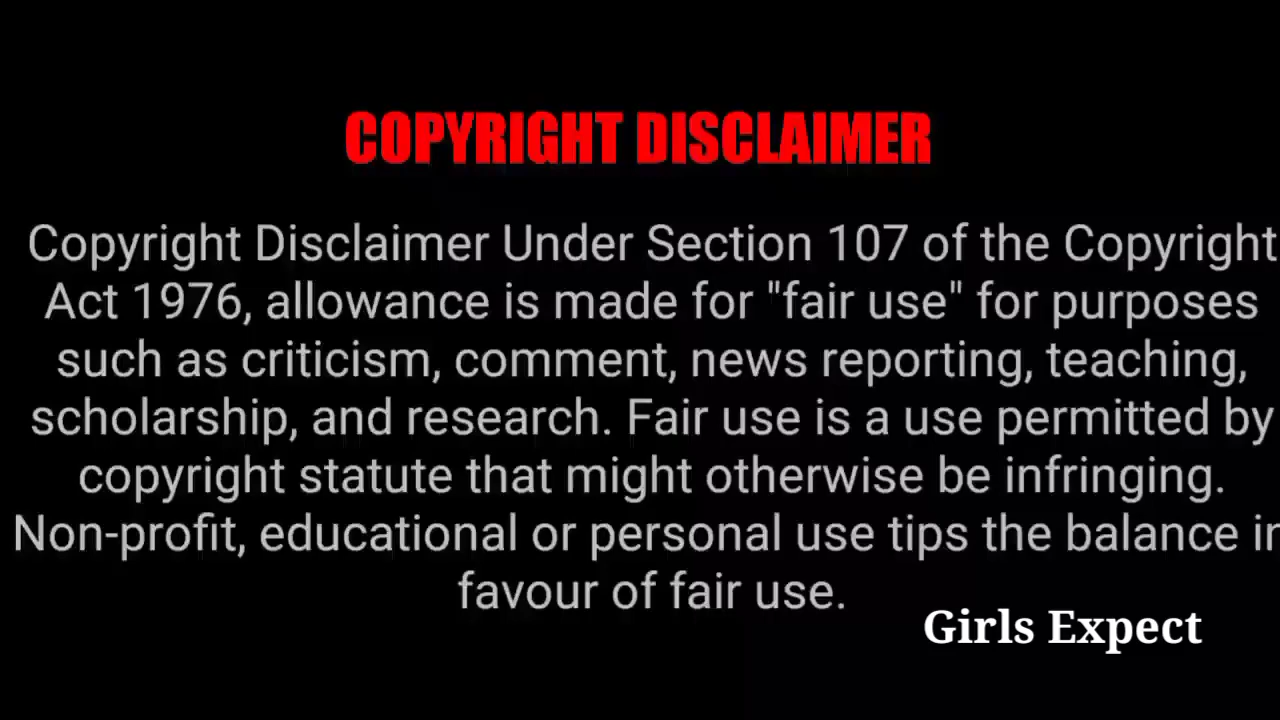 COPYRIGHT DISCLAIMER
Copyright Disclaimer Under Section 107 of the Copyright
Act 1976, allowance is made for "fair use" for purposes
such as criticism, comment, news reporting, teaching,
scholarship, and research. Fair use is a use permitted by
copyright statute that might otherwise be infringing.
Non-profit, educational or personal use tips the balance in
favour of fair use.
Girls Expect